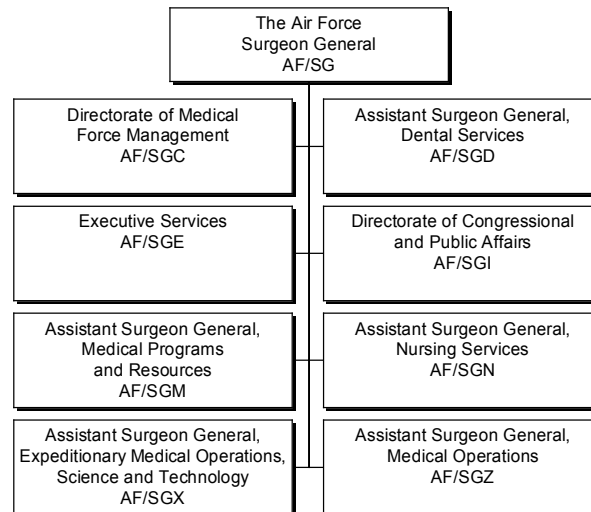 The Air Force
Surgeon General
AF/SG
Directorate of Medical
Force Management
AF/SGC
Assistant Surgeon General,
Dental Services
AF/SGD
Executive Services
AF/SGE
Directorate of Congressional
and Public Affairs
AF/SGI
Assistant Surgeon General,
Medical Programs
and Resources
AF/SGM
Assistant Surgeon General,
Nursing Services
AF/SGN
Assistant Surgeon General,
Expeditionary Medical Operations,
Science and Technology
AF/SGX
Assistant Surgeon General,
Medical Operations
AF/SGZ